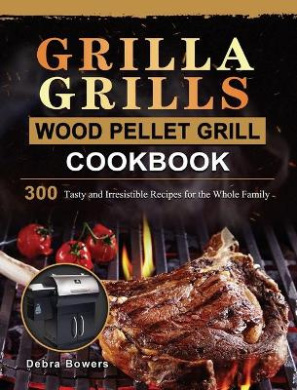 GRILLA
GRILLS
WOOD PELLET GRILL
COOKBOOK
300 Tasty and Irresistible Recipes for the Whole Family
Debra Bowers